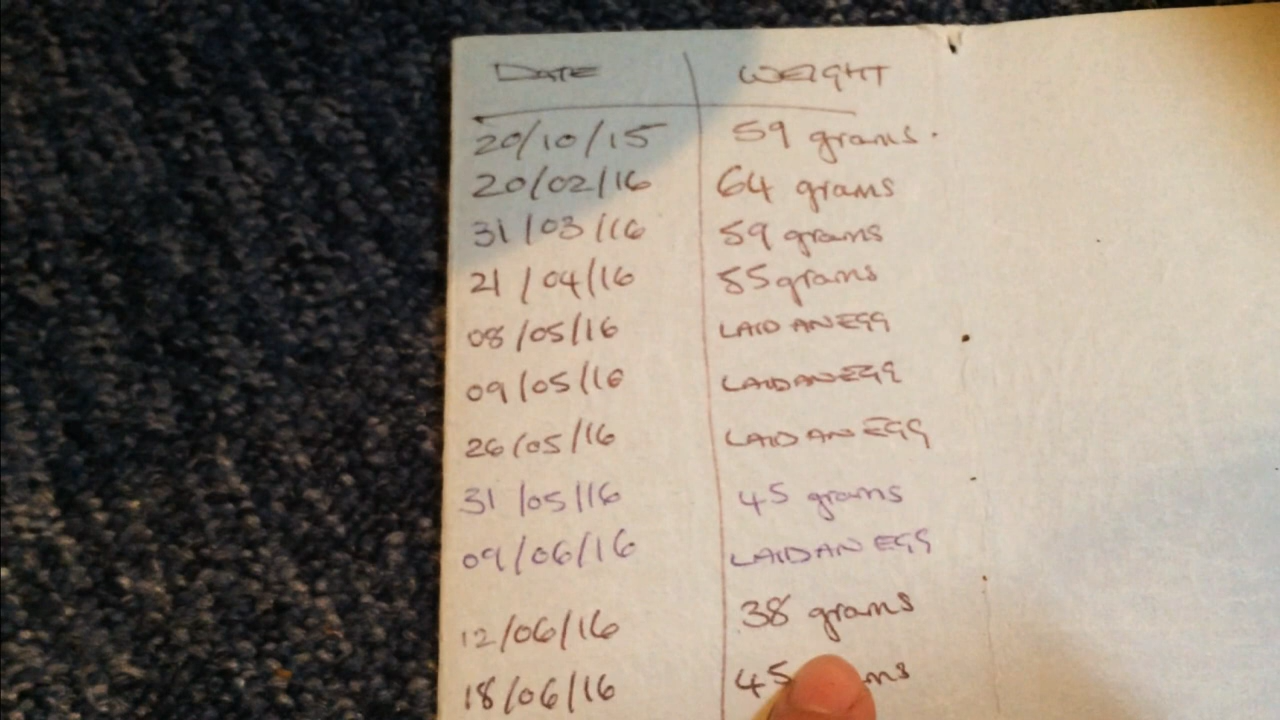 DATE WEIGHT
20/10/15 59 grams.
20/02/16 64 grams
31/03/16 59 grams
21/04/16 55grams
08/05/16 LAID AN EGG
09/05/16 LAID AN EGG
26/05/16 LAID AN EGG
31/05/16 45 grams
09/06/16 LAID AN EGG
12/06/16 38 grams
18/06/16 45